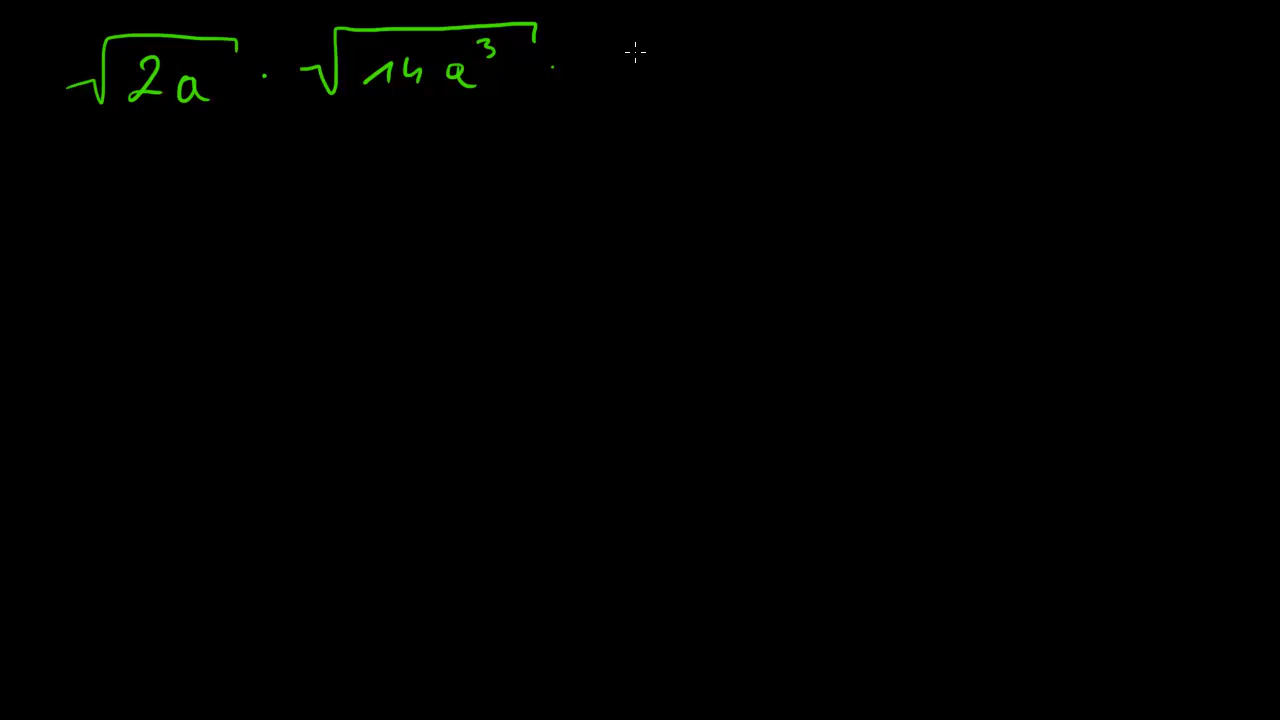 √2a · √14a³ ·